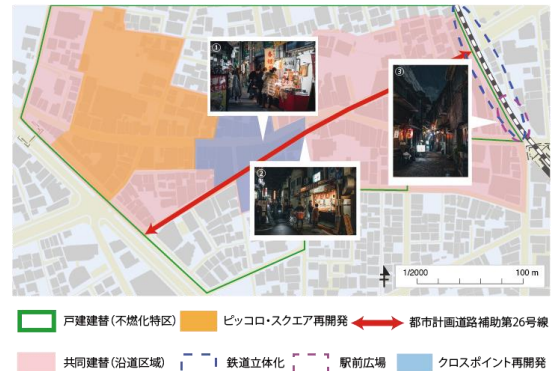 ①
③
②
1/2000
100 m
戸建建替(不燃化特区)
ピッコロ・スクエア再開発
都市計画道路補助第26号線
共同建替(沿道区域)
鉄道立体化
駅前広場
クロスポイント再開発